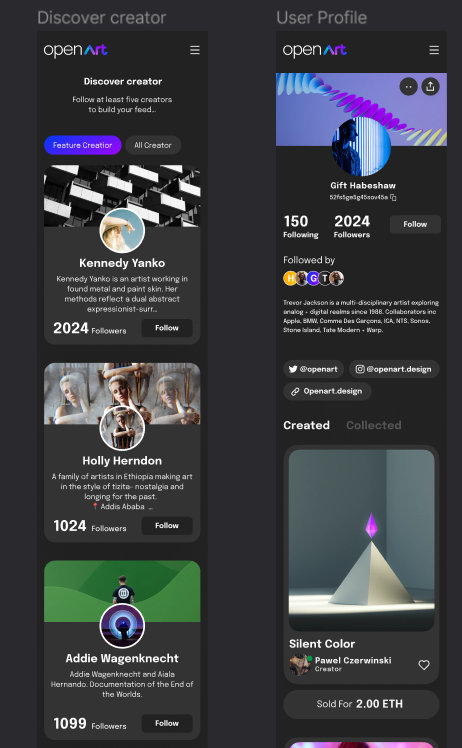 Discover creator
openArt
Discover creator
Follow at least five creators
to build your feed...
Feature Creatior
All Creator
Kennedy Yanko
Kennedy Yanko is an artist working in
found metal and paint skin. Her
methods reflect a dual abstract
expressionist-surr...
2024 Followers
Follow
Holly Herndon
A family of artists in Ethiopia making art
in the style of tizita- nostalgia and
longing for the past.
📍 Addis Ababa ...
1024 Followers
Follow
Addie Wagenknecht
Addie Wagenknecht and Aiala
Hernando. Documentation of the End of
the Worlds.
1099 Followers
Follow
User Profile
openArt
Gift Habeshaw
52fs5ge5g45sov45a
150
Following
2024
Followers
Follow
Followed by
H
G
T
Trevor Jackson is a multi-disciplinary artist exploring
analog + digital realms since 1988. Collaborators inc
Apple, BMW, Comme Des Garçons, ICA, NTS, Sonos,
Stone Island, Tate Modern + Warp.
@openart
@openart.design
Openart.design
Created
Collected
Silent Color
Pawel Czerwinski
Creator
Sold For 2.00 ETH